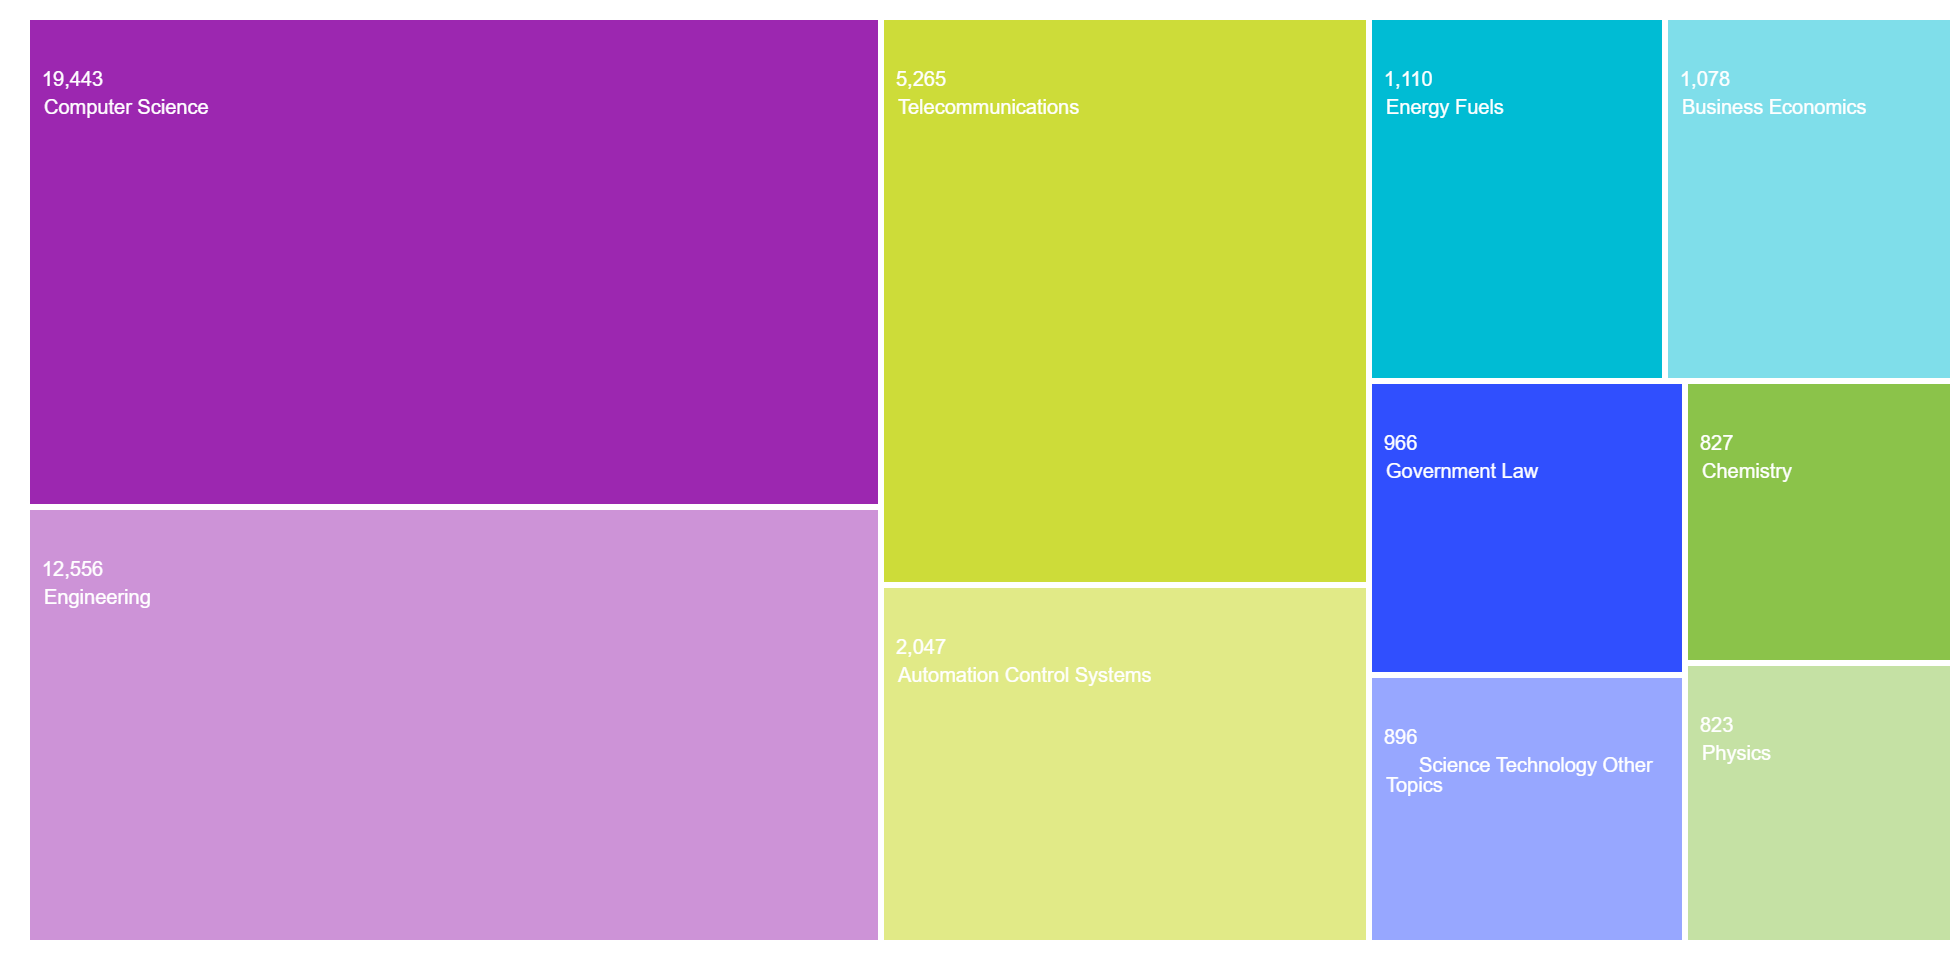 19,443
Computer Science
12,556
Engineering
5,265
Telecommunications
2,047
Automation Control Systems
1,110
Energy Fuels
1,078
Business Economics
966
Government Law
896
Science Technology Other
Topics
827
Chemistry
823
Physics